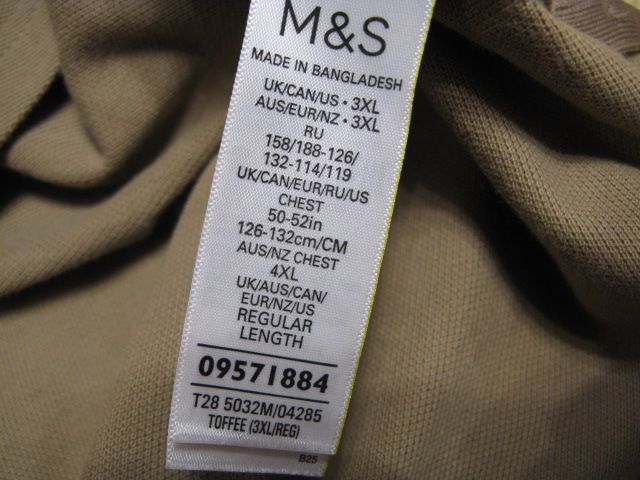 M&S
MADE IN BANGLADESH
UK/CAN/US • 3XL
AUS/EUR/NZ • 3XL
RU
158/188-126/
132-114/119
UK/CAN/EUR/RU/US
CHEST
50-52in
126-132cm/CM
AUS/NZ CHEST
4XL
UK/AUS/CAN/
EUR/NZ/US
REGULAR
LENGTH
09571884
T28 5032M/04285
TOFFEE (3XL/REG)
B25